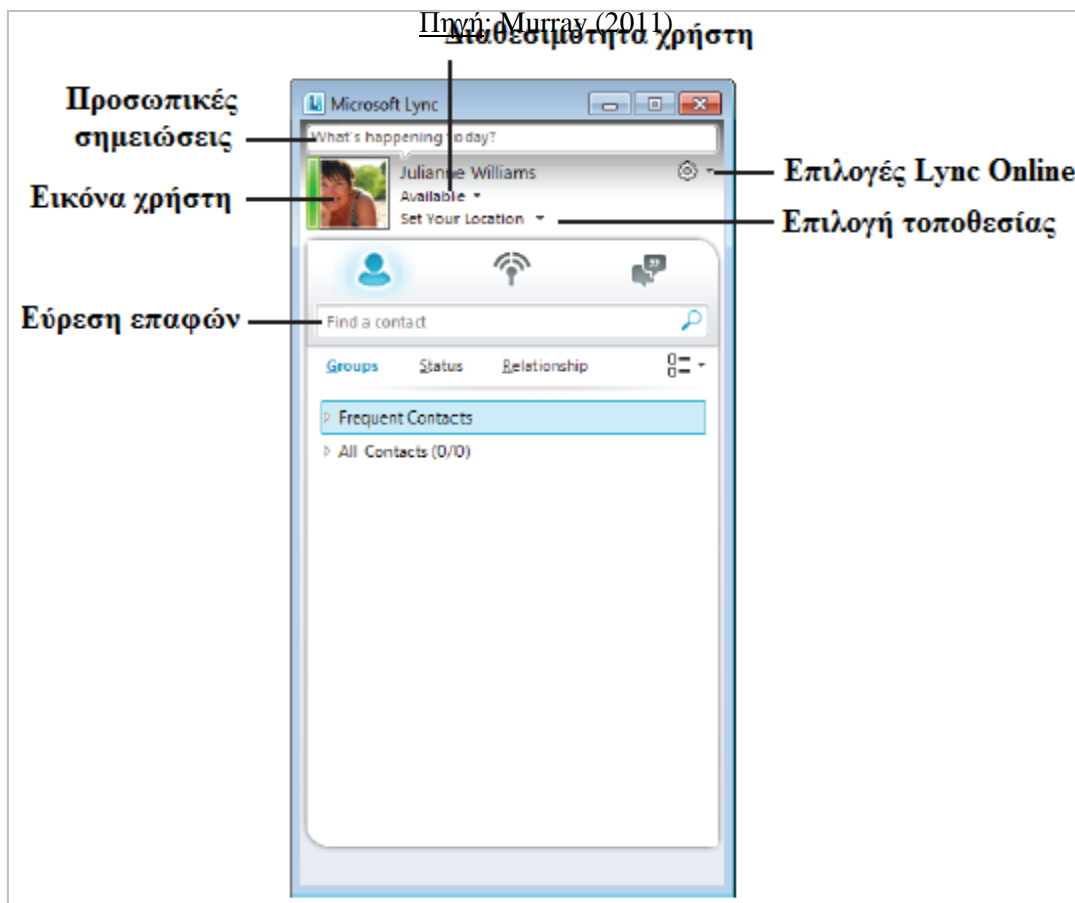 Πηγή: Murray (2011)
Διαθεσιμότητα χρήστη
Προσωπικές
σημειώσεις
Microsoft Lync
What's happening today?
Εικόνα χρήστη
Julianne Williams
Available
Set Your Location
Επιλογές Lync Online
Επιλογή τοποθεσίας
Εύρεση επαφών
Find a contact
Groups Status Relationship
Frequent Contacts
All Contacts (0/0)